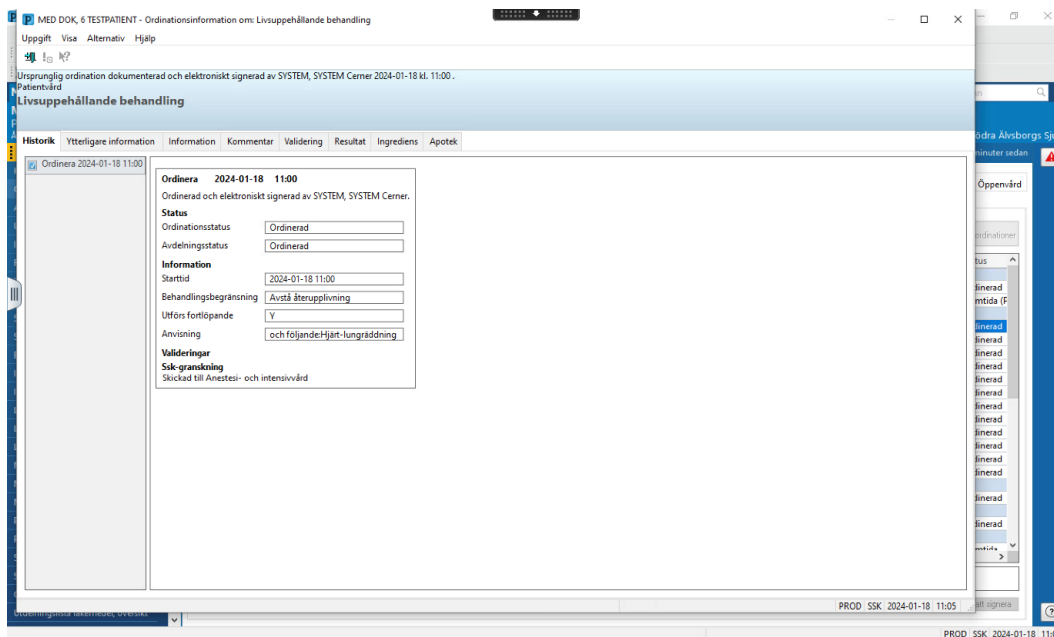 MED DOK, 6 TESTPATIENT - Ordinationsinformation om: Livsuppehållande behandling
Uppgift Visa Alternativ Hjälp
Ursprunglig ordination dokumenterad och elektroniskt signerad av SYSTEM, SYSTEM Cerner 2024-01-18 kl. 11:00 .
Patientvård
Livsuppehållande behandling
Historik Ytterligare information Information Kommentar Validering Resultat Ingrediens Apotek
Ordinera 2024-01-18 11:00
Ordinera 2024-01-18 11:00
Ordinerad och elektroniskt signerad av SYSTEM, SYSTEM Cerner.
Status
Ordinationsstatus Ordinerad
Avdelningsstatus Ordinerad
Information
Starttid 2024-01-18 11:00
Behandlingsbegränsning Avstå återupplivning
Utförs fortlöpande Y
Anvisning och följande:Hjärt-lungräddning
Valideringar
Ssk-granskning
Skickad till Anestesi- och intensivvård
PROD SSK 2024-01-18 11:05
ödra Älvsborgs Sj
minuter sedan
Öppenvård
ordinationer
tus
dinerad
mtida (P
dinerad
dinerad
dinerad
dinerad
dinerad
dinerad
dinerad
dinerad
dinerad
dinerad
dinerad
dinerad
dinerad
dinerad
att signera
PROD SSK 2024-01-18 11:0